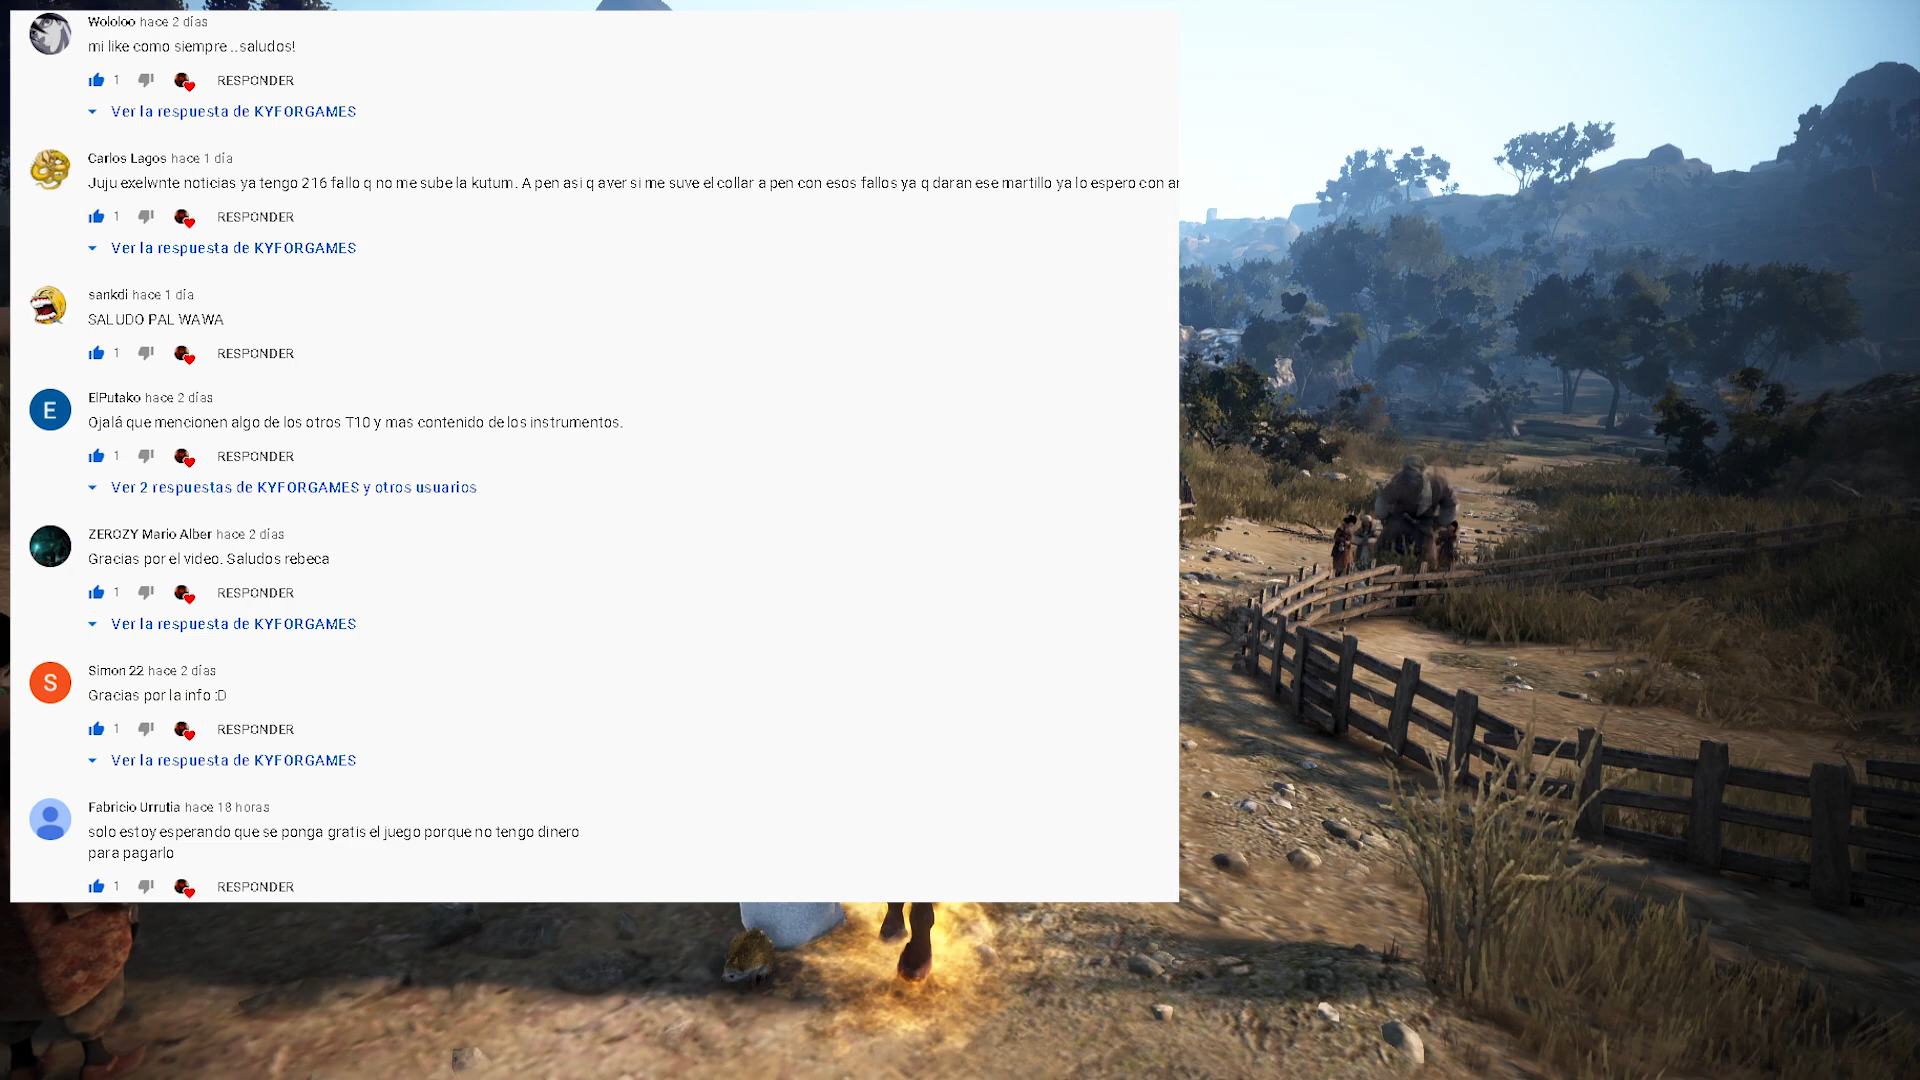 Wololoo hace 2 días
mi like como siempre ..saludos!
1 RESPONDER
Ver la respuesta de KYFORGAMES
Carlos Lagos hace 1 día
Juju exelwnte noticias ya tengo 216 fallo q no me sube la kutum. A pen asi q aver si me suve el collar a pen con esos fallos ya q daran ese martillo ya lo espero con
1 RESPONDER
Ver la respuesta de KYFORGAMES
sankdi hace 1 día
SALUDO PAL WAWA
1 RESPONDER
E
ElPutako hace 2 días
Ojalá que mencionen algo de los otros T10 y mas contenido de los instrumentos.
1 RESPONDER
Ver 2 respuestas de KYFORGAMES y otros usuarios
ZEROZY Mario Alber hace 2 días
Gracias por el video. Saludos rebeca
1 RESPONDER
Ver la respuesta de KYFORGAMES
S
Simon 22 hace 2 días
Gracias por la info :D
1 RESPONDER
Ver la respuesta de KYFORGAMES
Fabricio Urrutia hace 18 horas
solo estoy esperando que se ponga gratis el juego porque no tengo dinero
para pagarlo
1 RESPONDER